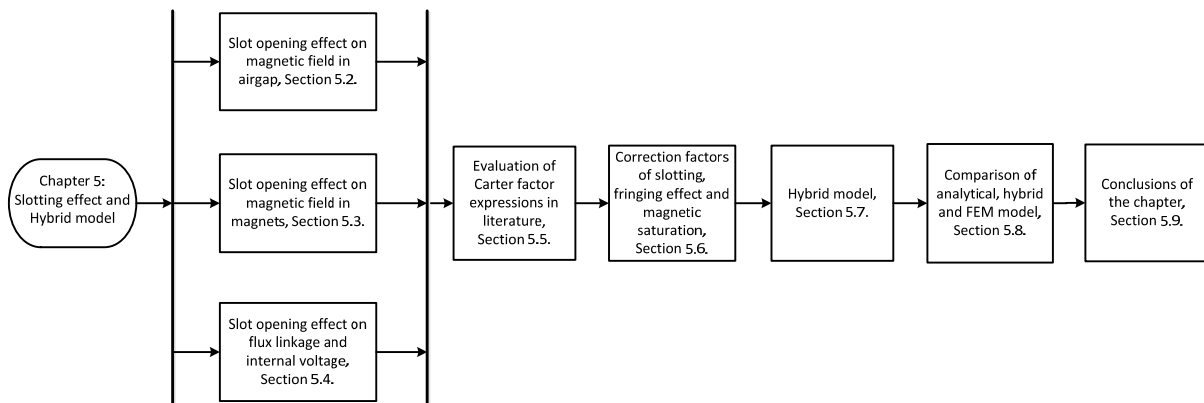 Chapter 5:
Slotting effect and
Hybrid model
Slot opening effect on
magnetic field in
airgap, Section 5.2.
Slot opening effect on
magnetic field in
magnets, Section 5.3.
Slot opening effect on
flux linkage and
internal voltage,
Section 5.4.
Evaluation of
Carter factor
expressions in
literature,
Section 5.5.
Correction factors
of slotting,
fringing effect and
magnetic
saturation,
Section 5.6.
Hybrid model,
Section 5.7.
Comparison of
analytical, hybrid
and FEM model,
Section 5.8.
Conclusions of
the chapter,
Section 5.9.